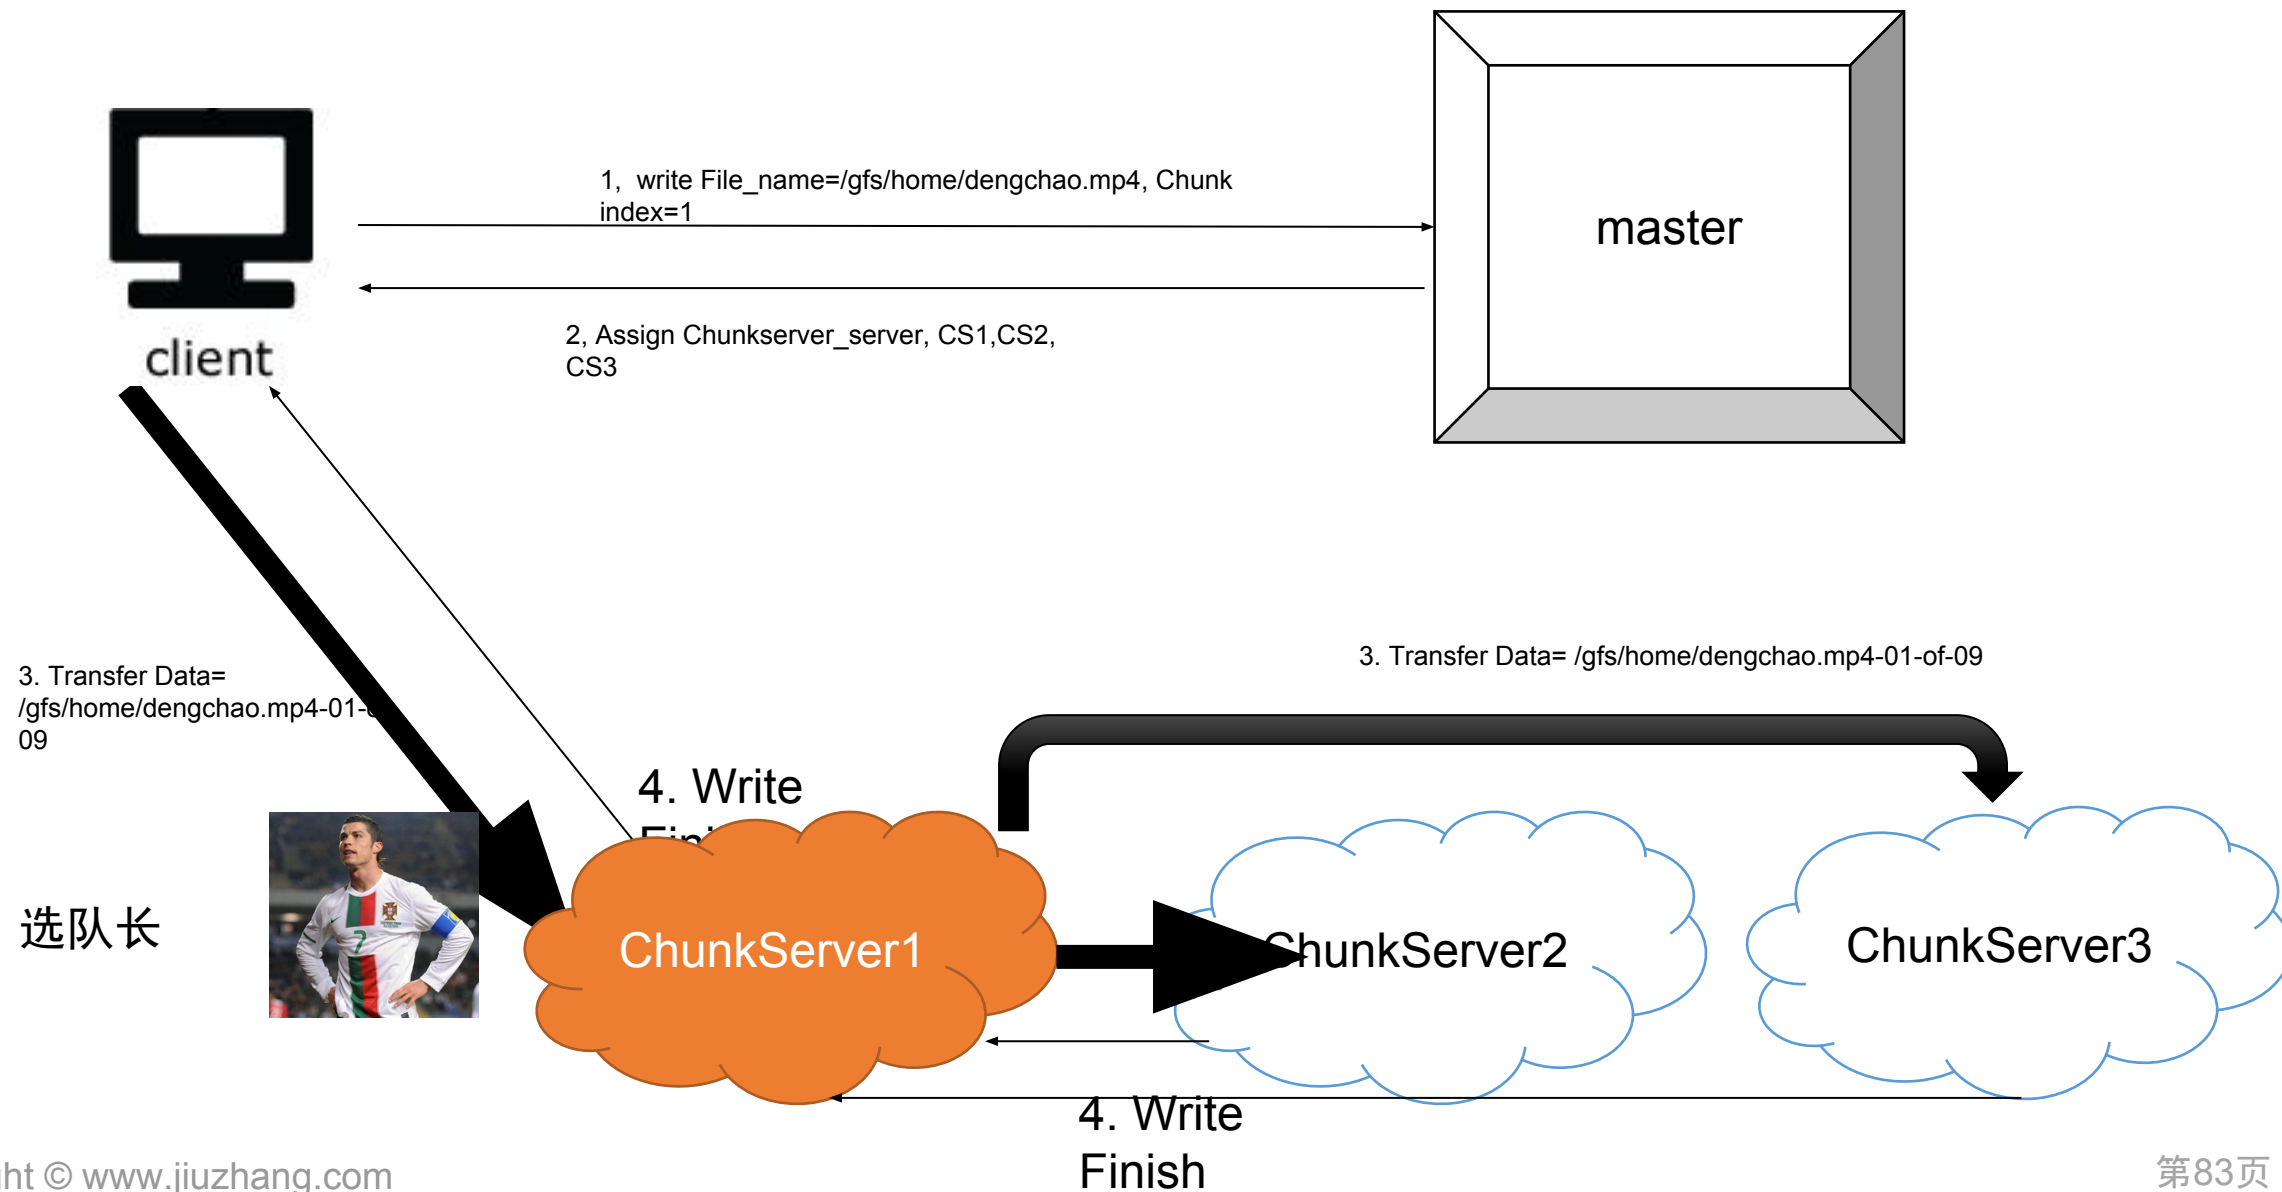 1, write File_name=/gfs/home/dengchao.mp4, Chunk
index=1
master
2, Assign Chunkserver_server, CS1,CS2,
CS3
client
3. Transfer Data=
/gfs/home/dengchao.mp4-01-
09
3. Transfer Data= /gfs/home/dengchao.mp4-01-of-09
4. Write
选队长
7
ChunkServer1
ChunkServer2
ChunkServer3
4. Write
Finish
© www.jiuzhang.com
第83页